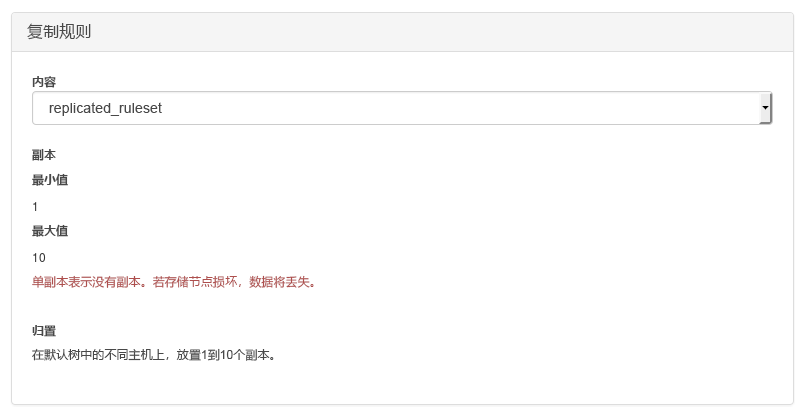 复制规则
内容
replicated_ruleset
副本
最小值
1
最大值
10
单副本表示没有副本。若存储节点损坏，数据将丢失。
归置
在默认树中的不同主机上，放置1到10个副本。